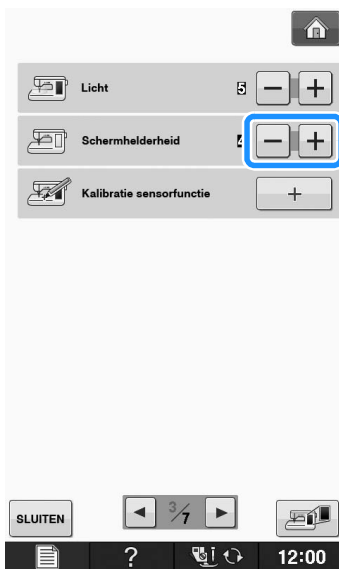 Licht 5 − +
Schermhelderheid − +
Kalibratie sensorfunctie +
SLUITEN 3/7
? 12:00